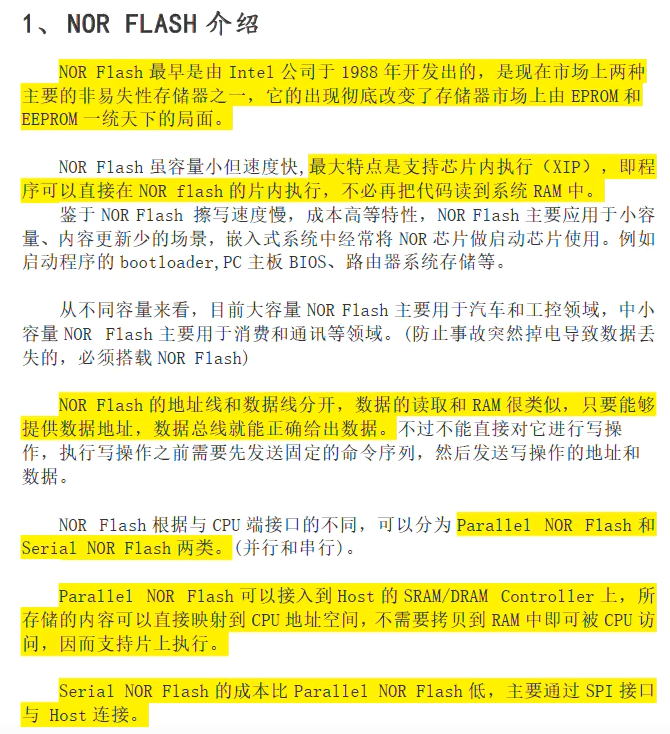 1、NOR FLASH 介绍
NOR Flash 最早是由 Intel 公司于 1988 年开发出的，是现在市场上两种
主要的非易失性存储器之一，它的出现彻底改变了存储器市场上由 EPROM 和
EEPROM 一统天下的局面。
NOR Flash 虽容量小但速度快,最大特点是支持芯片内执行（XIP），即程
序可以直接在 NOR flash 的片内执行，不必再把代码读到系统 RAM 中。
鉴于 NOR Flash 擦写速度慢，成本高等特性，NOR Flash 主要应用于小容
量、内容更新少的场景，嵌入式系统中经常将 NOR 芯片做启动芯片使用。例如
启动程序的 bootloader,PC 主板 BIOS、路由器系统存储等。
从不同容量来看，目前大容量 NOR Flash 主要用于汽车和工控领域，中小
容量 NOR Flash 主要用于消费和通讯等领域。(防止事故突然掉电导致数据丢
失的，必须搭载 NOR Flash)
NOR Flash 的地址线和数据线分开，数据的读取和 RAM 很类似，只要能够
提供数据地址，数据总线就能正确给出数据。不过不能直接对它进行写操
作，执行写操作之前需要先发送固定的命令序列，然后发送写操作的地址和
数据。
NOR Flash 根据与 CPU 端接口的不同，可以分为 Parallel NOR Flash 和
Serial NOR Flash 两类。(并行和串行)。
Parallel NOR Flash 可以接入到 Host 的 SRAM/DRAM Controller 上，所
存储的内容可以直接映射到 CPU 地址空间，不需要拷贝到 RAM 中即可被 CPU 访
问，因而支持片上执行。
Serial NOR Flash 的成本比 Parallel NOR Flash 低，主要通过 SPI 接口
与 Host 连接。